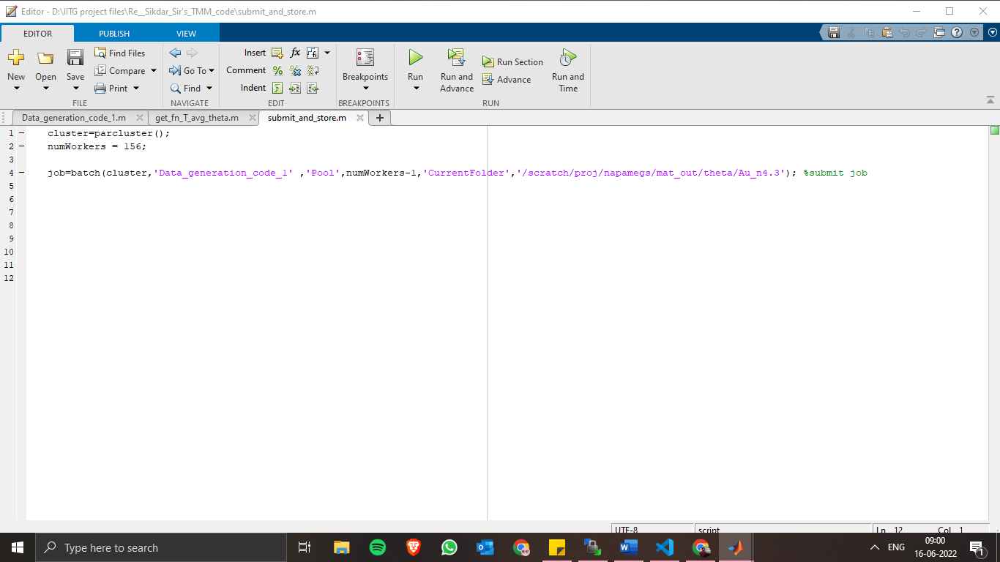 Editor - D:\IITG project files\Re__Sikdar_Sir's_TMM_code\submit_and_store.m
EDITOR PUBLISH VIEW
New Open Save Find Files Compare Print
FILE
Go To Find
NAVIGATE
Insert fx
Comment %
Indent
EDIT
Breakpoints
BREAKPOINTS
Run Run and Advance Run Section Advance Run and Time
RUN
Data_generation_code_1.m get_fn_T_avg_theta.m submit_and_store.m
1 cluster=parcluster();
2 numWorkers = 156;
3
4 job=batch(cluster,'Data_generation_code_1' ,'Pool',numWorkers-1,'CurrentFolder','/scratch/proj/napamegs/mat_out/theta/Au_n4.3'); %submit job
5
6
7
8
9
10
11
12
UTF-8 script Ln 12 Col 1
Type here to search
ENG
09:00
16-06-2022
1